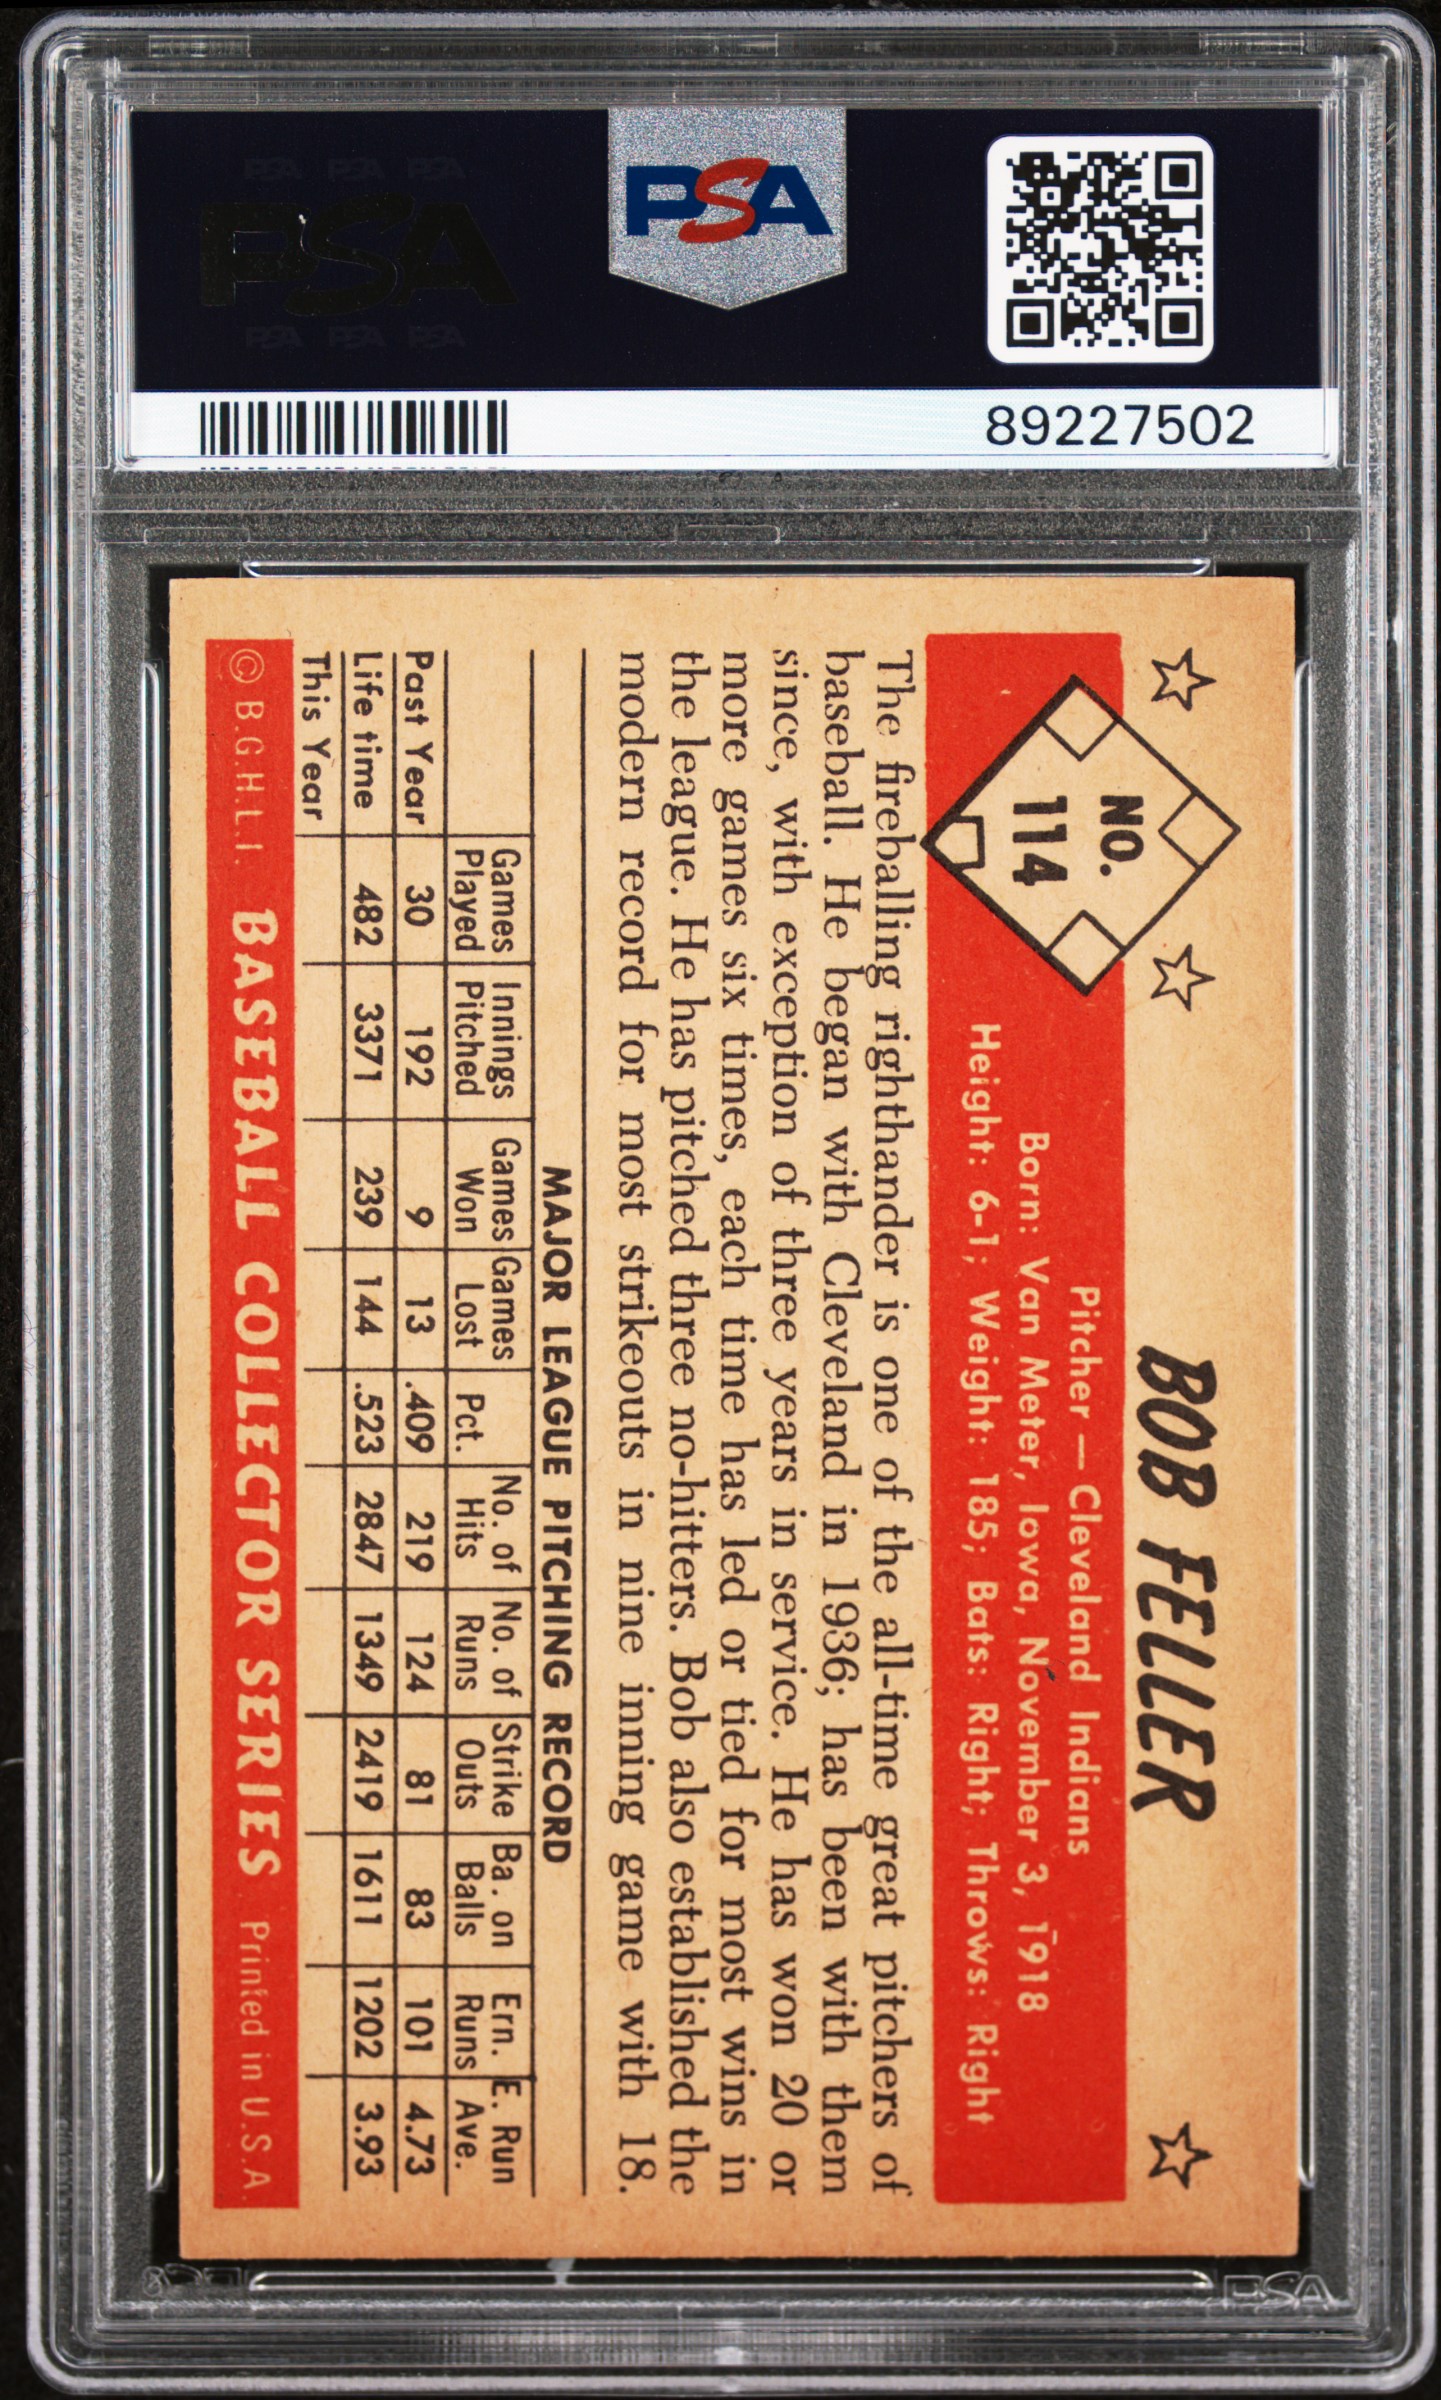 PSA
PSA PSA PSA
PSA
PSA PSA PSA
89227502
NO.
114
BOB FELLER
Pitcher — Cleveland Indians
Born: Van Meter, Iowa, November 3, 1918
Height: 6-1; Weight: 185; Bats: Right; Throws: Right
The fireballing righthander is one of the all-time great pitchers of
baseball. He began with Cleveland in 1936; has been with them
since, with exception of three years in service. He has won 20 or
more games six times, each time has led or tied for most wins in
the league. He has pitched three no-hitters. Bob also established the
modern record for most strikeouts in nine inning game with 18.
MAJOR LEAGUE PITCHING RECORD
Games Played Innings Pitched Games Won Games Lost Pct. No. of Hits No. of Runs Strike Outs Ba. on Balls Ern. Runs E. Run Ave.
Past Year 30 192 9 13 .409 219 124 81 83 101 4.73
Life time 482 3371 239 144 .523 2847 1349 2419 1611 1202 3.93
This Year
© B.G.H.L.I. BASEBALL COLLECTOR SERIES Printed in U.S.A.
PSA